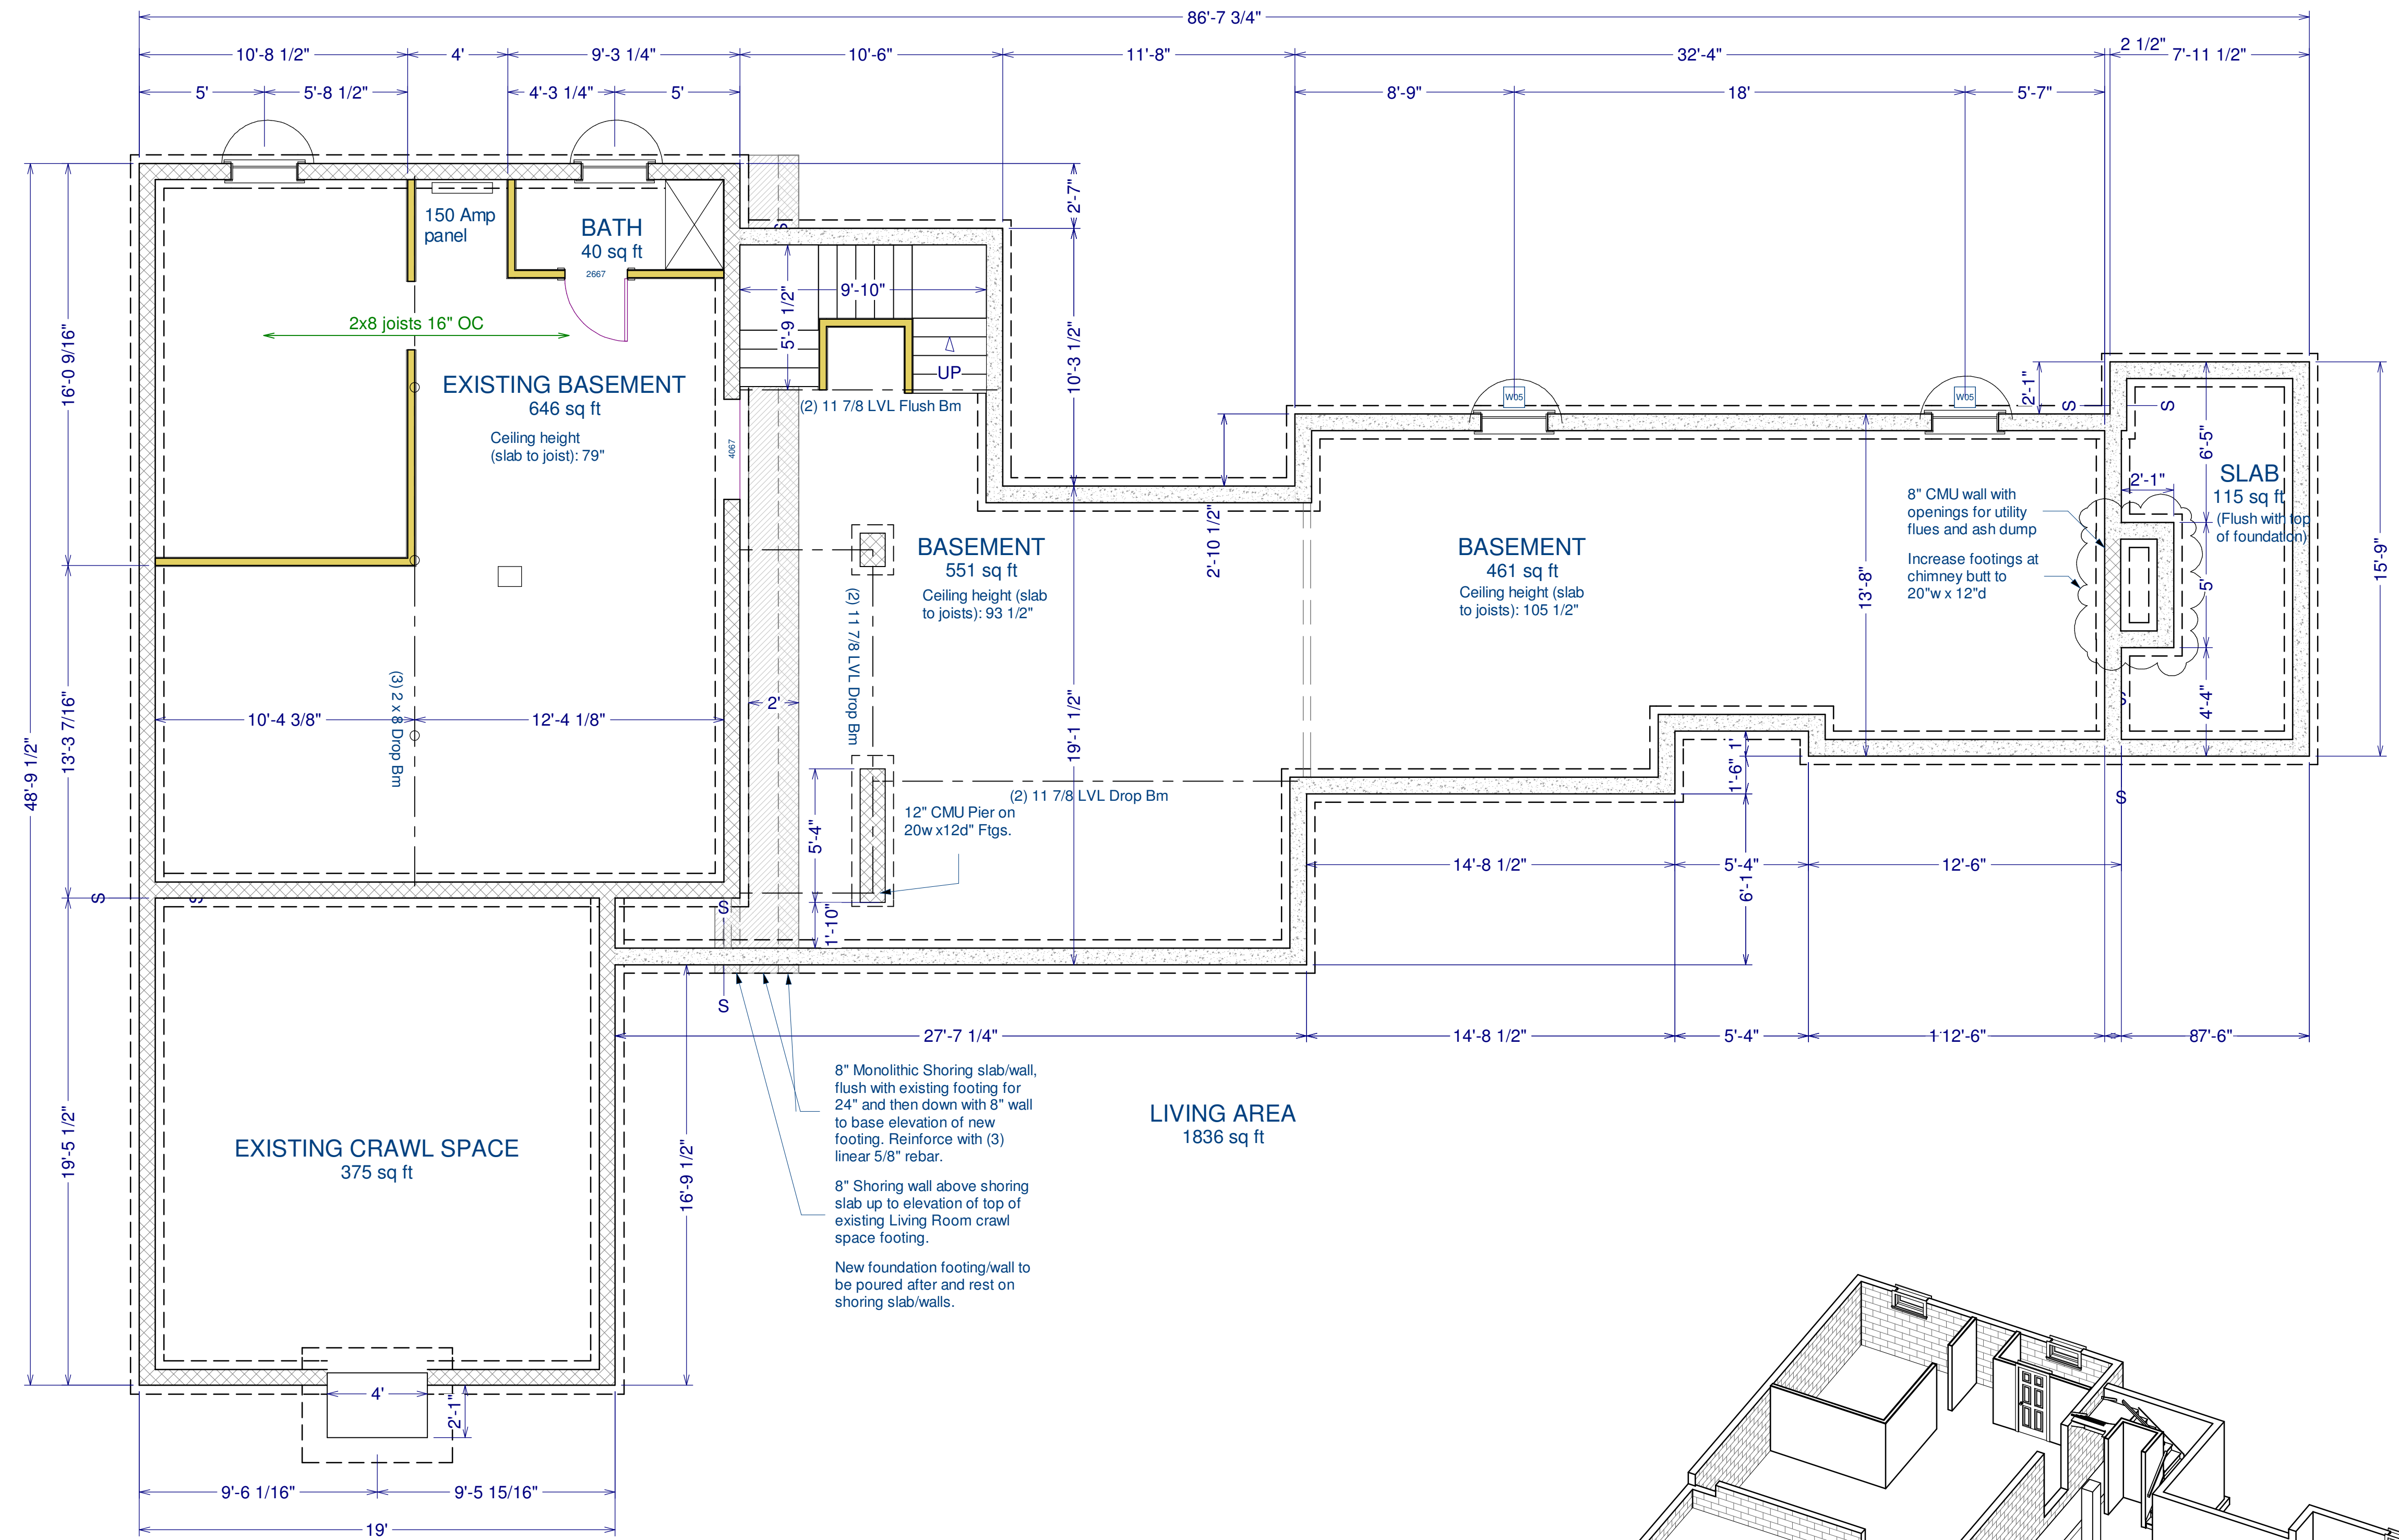 86'-7 3/4"
10'-8 1/2"
4'
9'-3 1/4"
10'-6"
11'-8"
32'-4"
2 1/2"
7'-11 1/2"
5'
5'-8 1/2"
4'-3 1/4"
5'
8'-9"
18'
5'-7"
2'-7"
150 Amp
panel
BATH
40 sq ft
2667
S
5'-9 1/2"
9'-10"
10'-3 1/2"
UP
(2) 11 7/8 LVL Flush Bm
2x8 joists 16" OC
16'-0 9/16"
EXISTING BASEMENT
646 sq ft
Ceiling height
(slab to joist): 79"
4067
W05
W05
2'-1"
S
S
6'-5"
SLAB
115 sq ft
(Flush with top
of foundation)
2'-1"
8" CMU wall with
openings for utility
flues and ash dump
Increase footings at
chimney butt to
20"w x 12"d
5'
15'-9"
2'-10 1/2"
BASEMENT
551 sq ft
Ceiling height (slab
to joists): 93 1/2"
BASEMENT
461 sq ft
Ceiling height (slab
to joists): 105 1/2"
13'-8"
(2) 11 7/8 LVL Drop Bm
(3) 2 x 8 Drop Bm
10'-4 3/8"
12'-4 1/8"
2'
19'-1 1/2"
S
4'-4"
48'-9 1/2"
13'-3 7/16"
1'
1'-6"
S
(2) 11 7/8 LVL Drop Bm
12" CMU Pier on
20w x12d" Ftgs.
5'-4"
14'-8 1/2"
5'-4"
12'-6"
6'-1"
S
S
S
1'-10"
S
27'-7 1/4"
14'-8 1/2"
5'-4"
12'-6"
7'-6"
8" Monolithic Shoring slab/wall,
flush with existing footing for
24" and then down with 8" wall
to base elevation of new
footing. Reinforce with (3)
linear 5/8" rebar.
8" Shoring wall above shoring
slab up to elevation of top of
existing Living Room crawl
space footing.
New foundation footing/wall to
be poured after and rest on
shoring slab/walls.
LIVING AREA
1836 sq ft
19'-5 1/2"
EXISTING CRAWL SPACE
375 sq ft
16'-9 1/2"
4'
2'-1"
9'-6 1/16"
9'-5 15/16"
19'